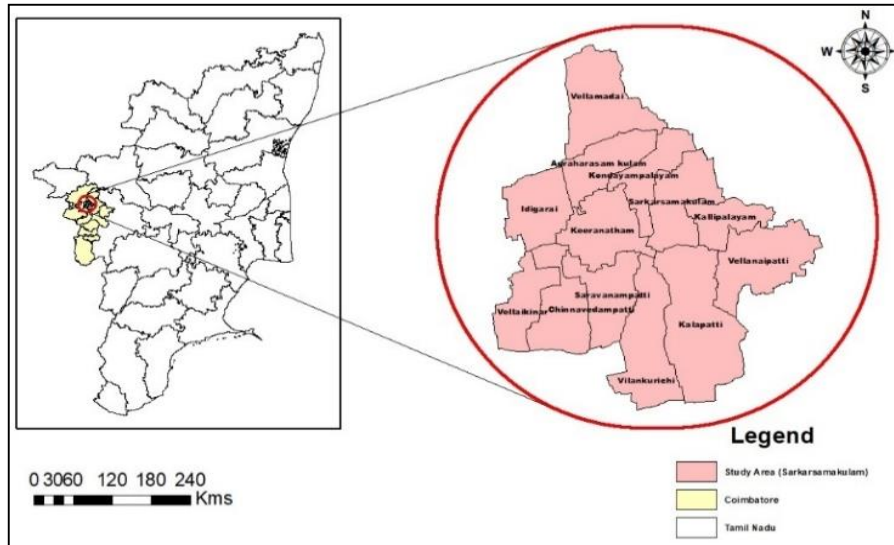 N
W
S
Vellamadai
Agraharasam kulam
Kondayampalayam
Idigarai
Sarkarsamakulam
Kallipalayam
Keeranatham
Vellanaipatti
Saravanampatti
Vellaikinar
Chinnavedampatti
Kalapatti
Vilankurichi
Legend
Study Area (Sarkarsamakulam)
Coimbatore
Tamil Nadu
0 30 60 120 180 240
Kms